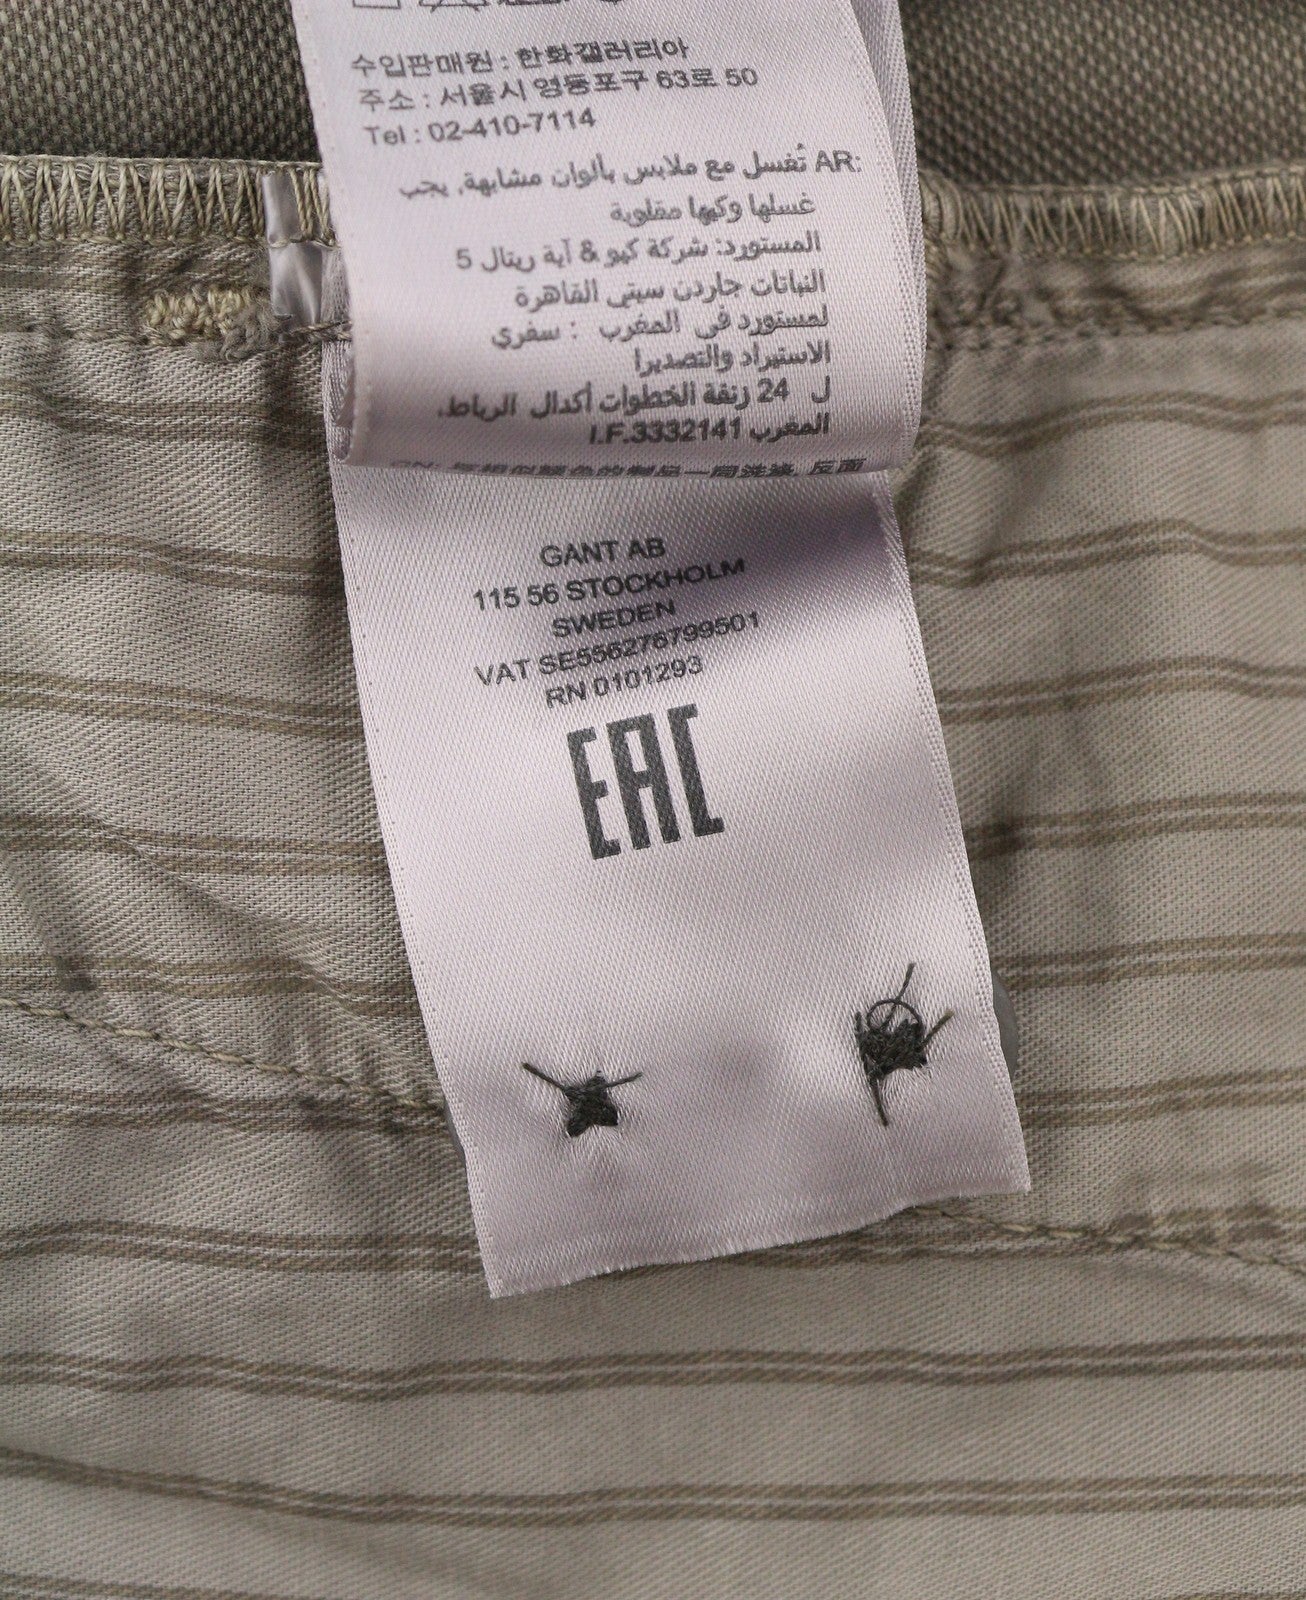 수입판매원 : 한화갤러리아
주소 : 서울시 영등포구 63로 50
Tel : 02-410-7114
AR: تُغسل مع ملابس بألوان مشابهة, يجب
غسلها وكيها مقلوبة
المستورد: شركة كيو & آية ريتال 5
النباتات جاردن سيتى القاهرة
لمستورد في المغرب : سفري
الاستيراد والتصديرا
ل 24 زنقة الخطوات أكدال الرباط,
المغرب I.F.3332141
GANT AB
115 56 STOCKHOLM
SWEDEN
VAT SE556276799501
RN 0101293
EAC